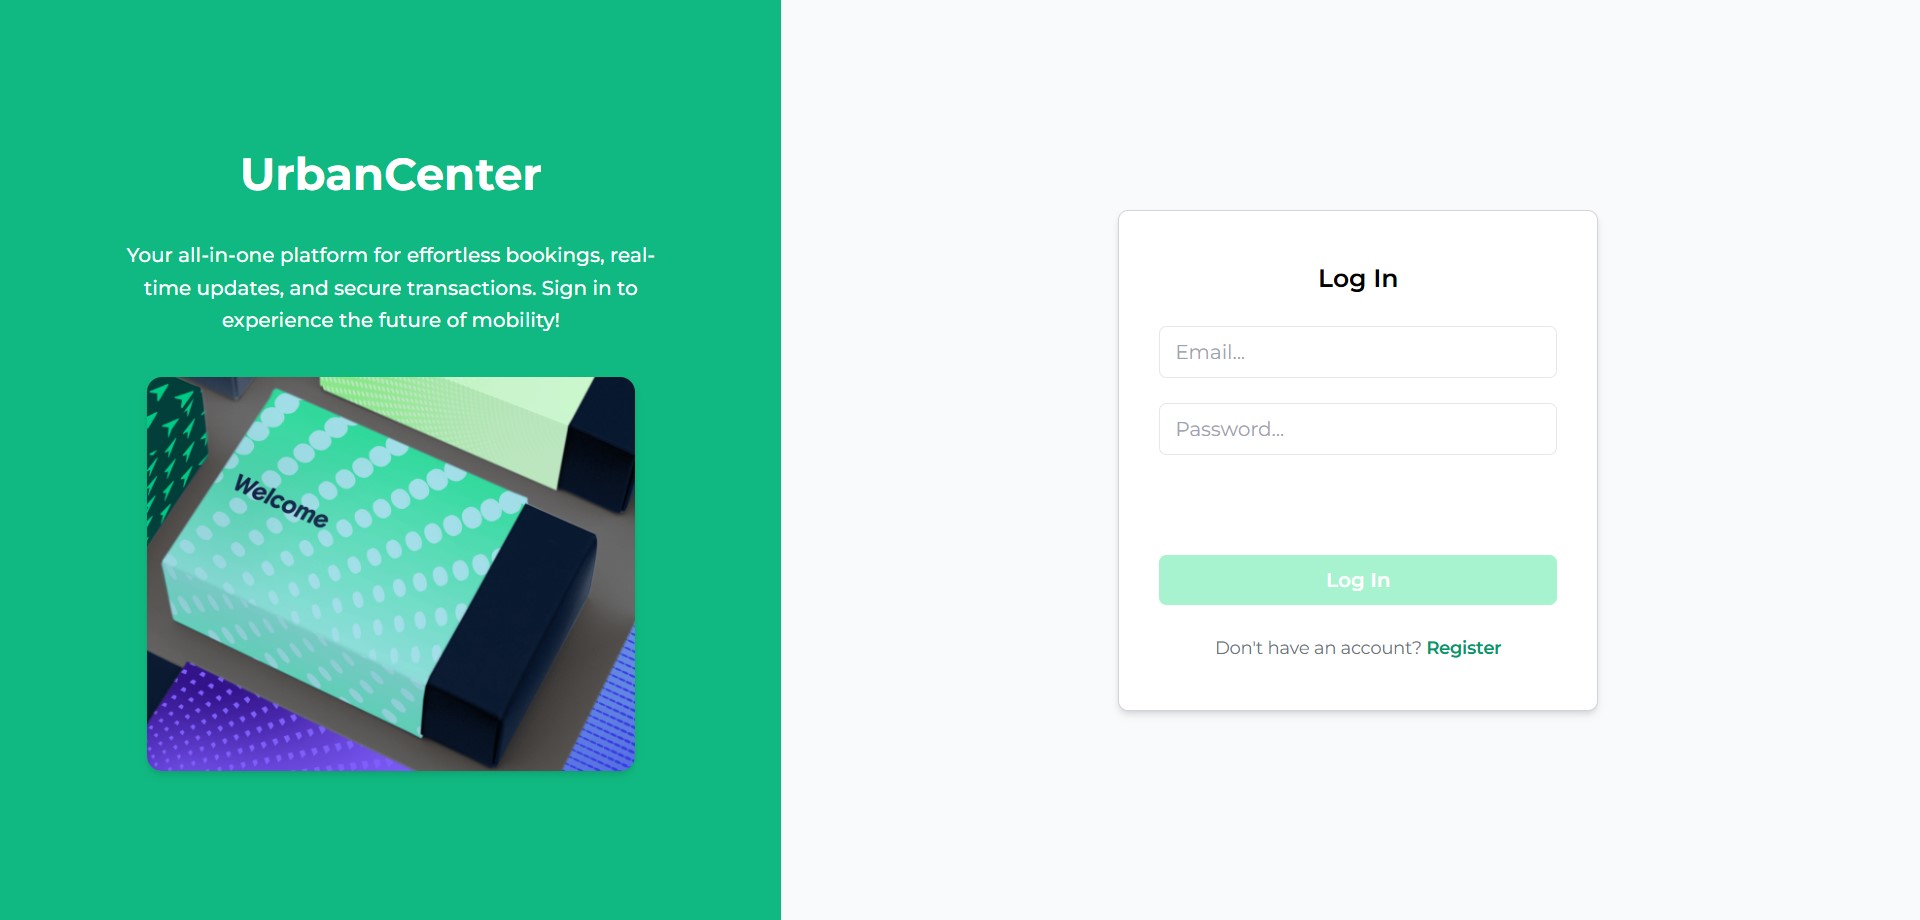 UrbanCenter
Your all-in-one platform for effortless bookings, real-
time updates, and secure transactions. Sign in to
experience the future of mobility!
Welcome
Log In
Email...
Password...
Log In
Don't have an account? Register